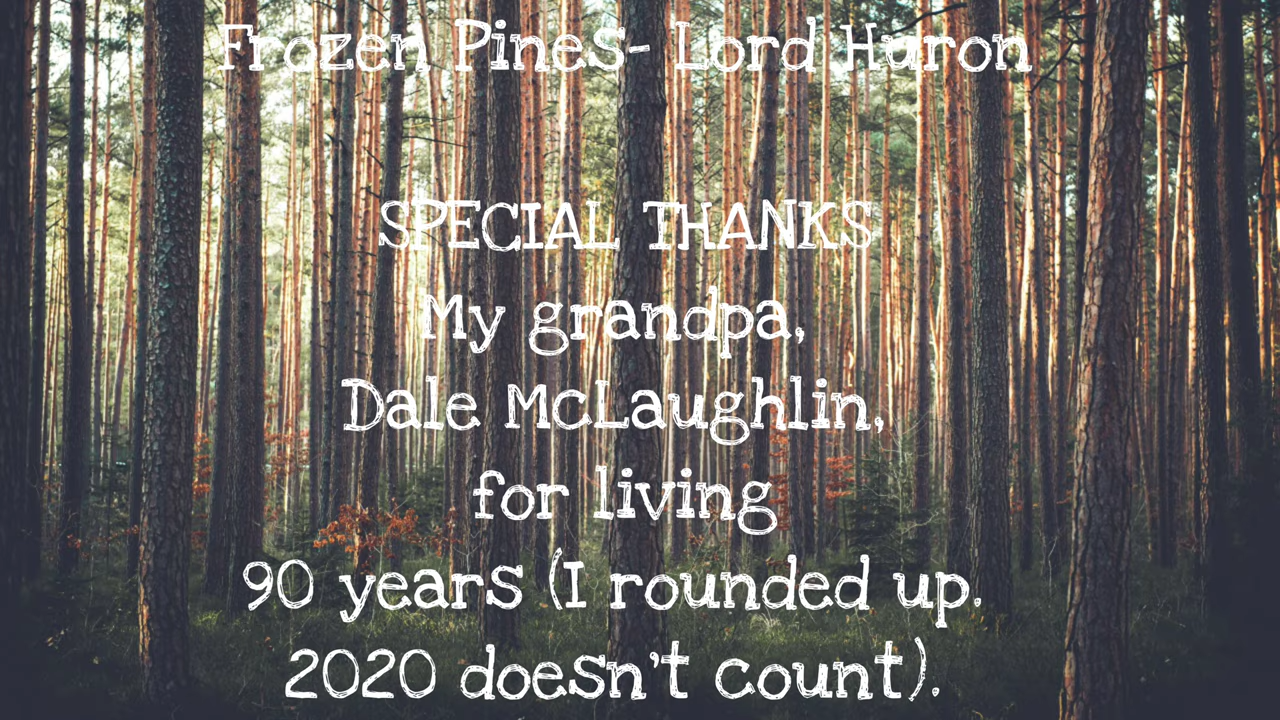 Frozen Pines- Lord Huron
SPECIAL THANKS
My grandpa,
Dale McLaughlin,
for living
90 years (I rounded up.
2020 doesn't count).